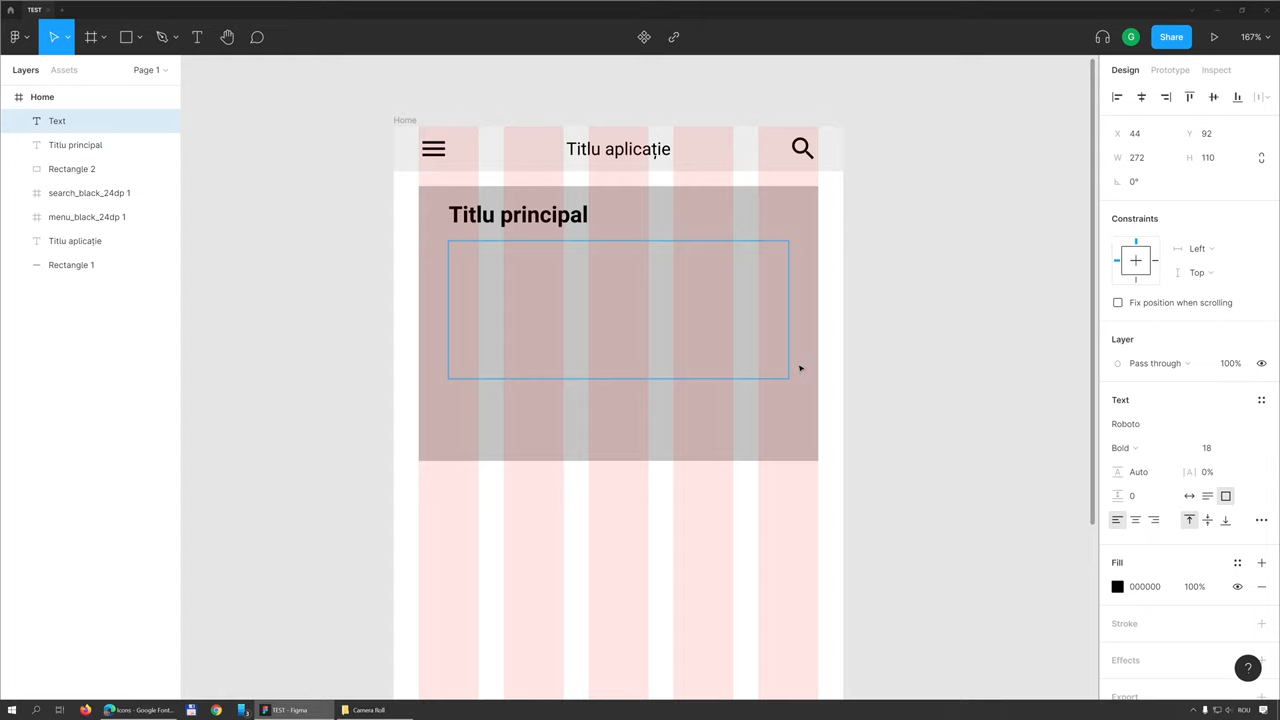 TEST
Share
167%
Layers
Assets
Page 1
Home
Text
Titlu principal
Rectangle 2
search_black_24dp 1
menu_black_24dp 1
Titlu aplicație
Rectangle 1
Home
Titlu aplicație
Titlu principal
Design
Prototype
Inspect
X 44
Y 92
W 272
H 110
0°
Constraints
Left
Top
Fix position when scrolling
Layer
Pass through
100%
Text
Roboto
Bold
18
Auto
0%
0
Fill
000000
100%
Stroke
Effects
Export
?
Icons - Google Font...
TEST - Figma
Camera Roll
ROU
G